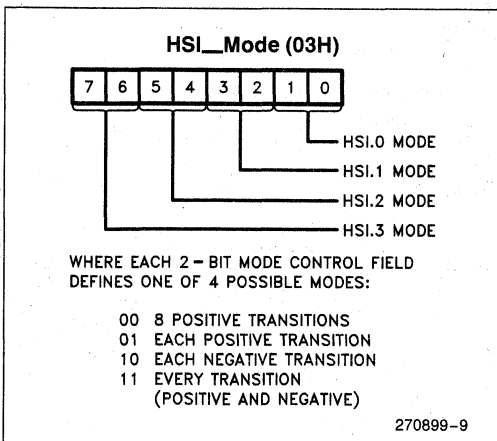 HSI__Mode (03H)
7 6 5 4 3 2 1 0
HSI.0 MODE
HSI.1 MODE
HSI.2 MODE
HSI.3 MODE
WHERE EACH 2-BIT MODE CONTROL FIELD
DEFINES ONE OF 4 POSSIBLE MODES:
00 8 POSITIVE TRANSITIONS
01 EACH POSITIVE TRANSITION
10 EACH NEGATIVE TRANSITION
11 EVERY TRANSITION
(POSITIVE AND NEGATIVE)
270899-9